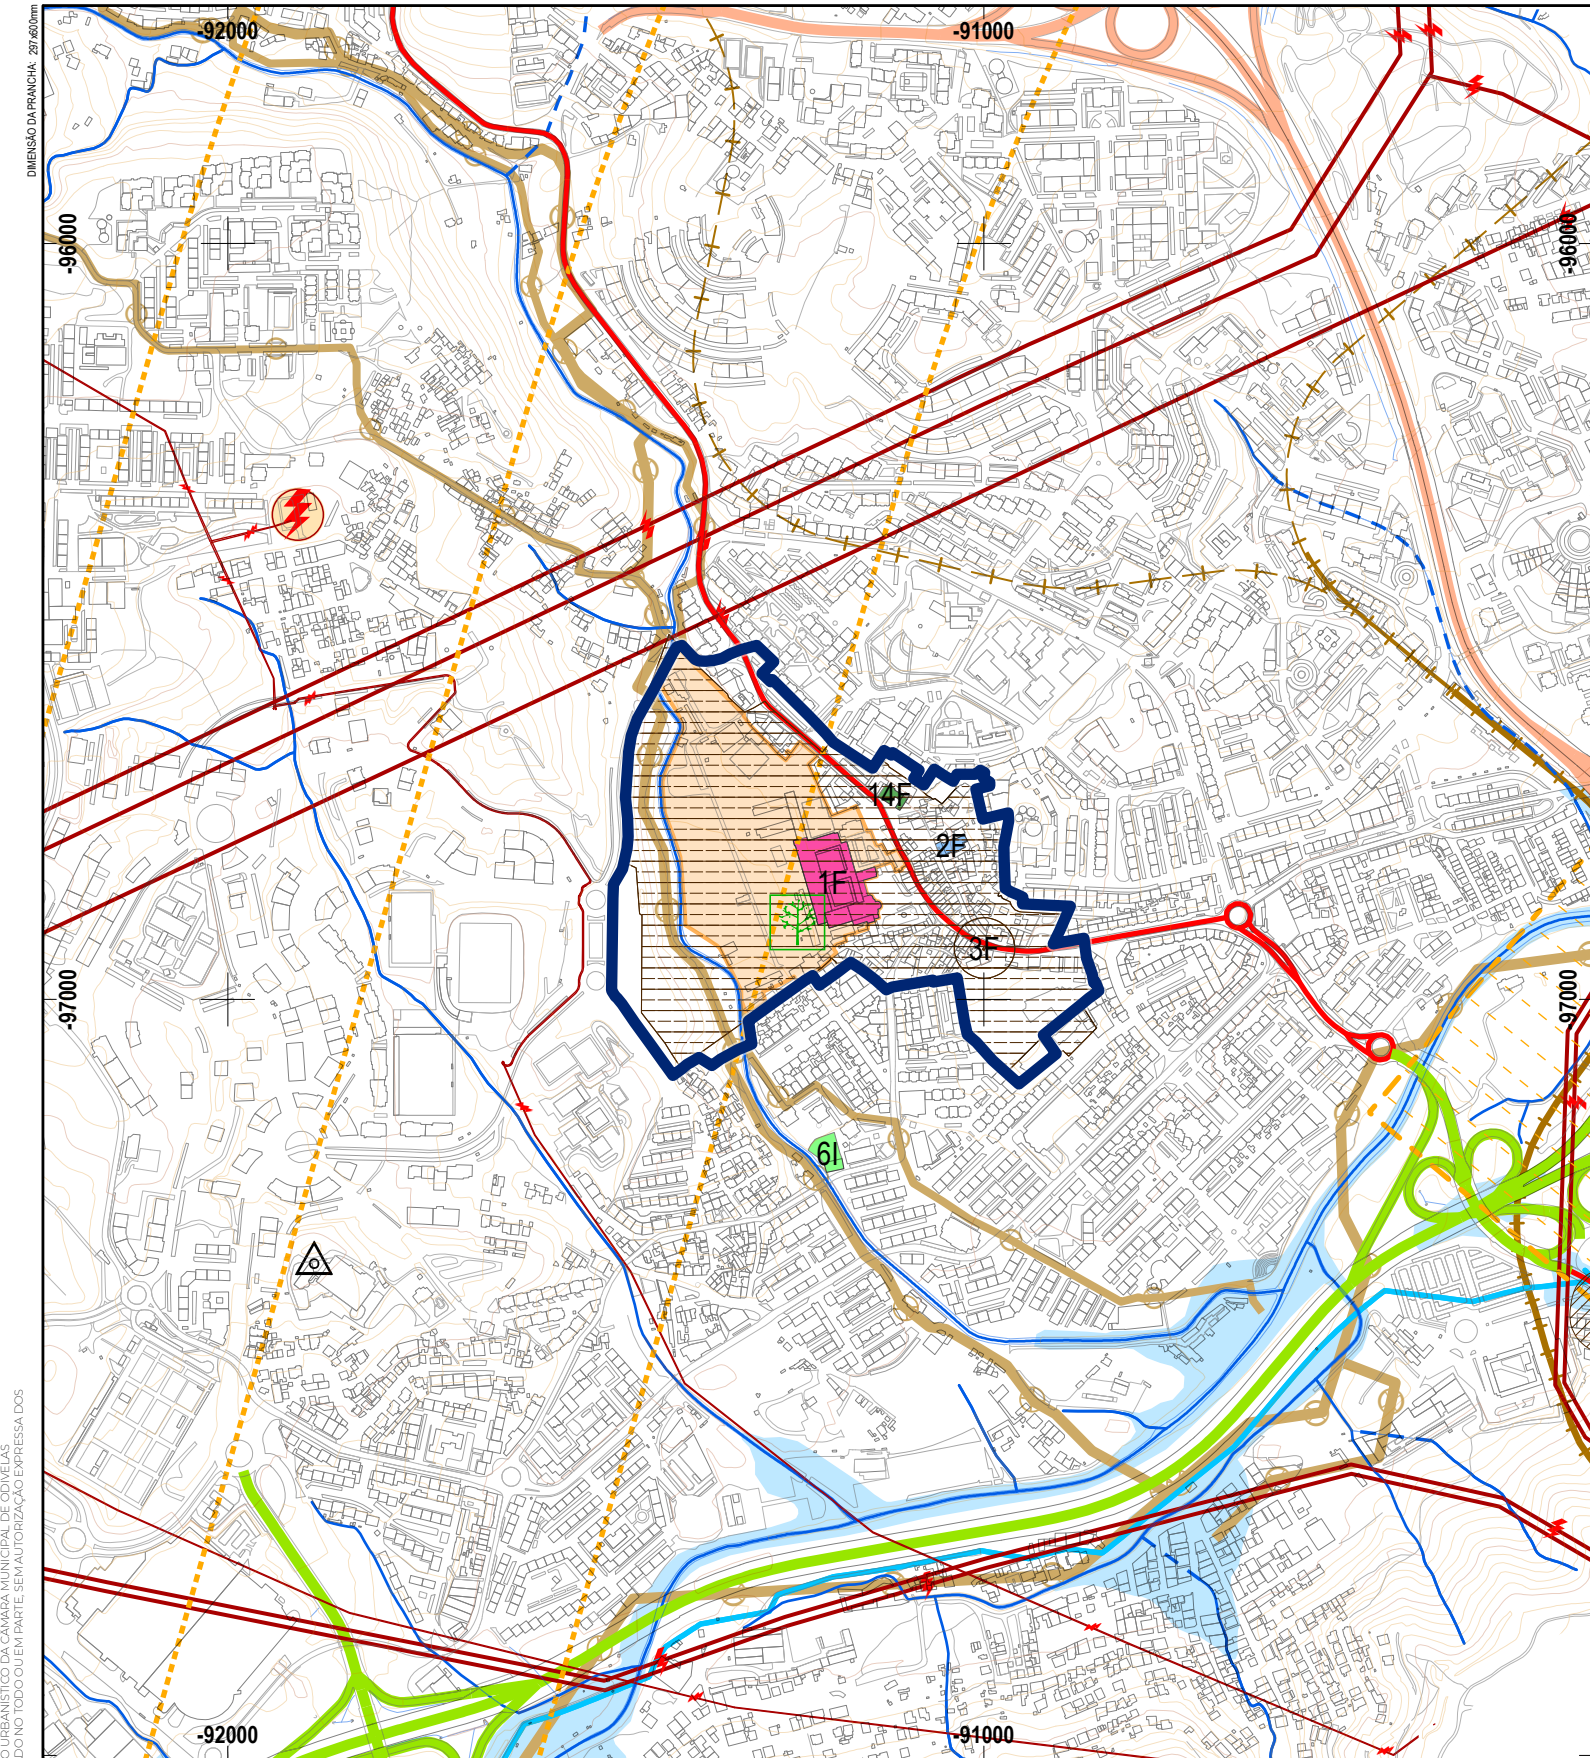 DIMENSÃO DA PRANCHA: 297x600mm
-92000
-91000
-96000
-96000
14F
2F
1F
3F
-97000
-97000
6I
O URBANÍSTICO DA CÂMARA MUNICIPAL DE ODIVELAS
DO NO TODO OU EM PARTE, SEM AUTORIZAÇÃO EXPRESSA DOS
-92000
-91000